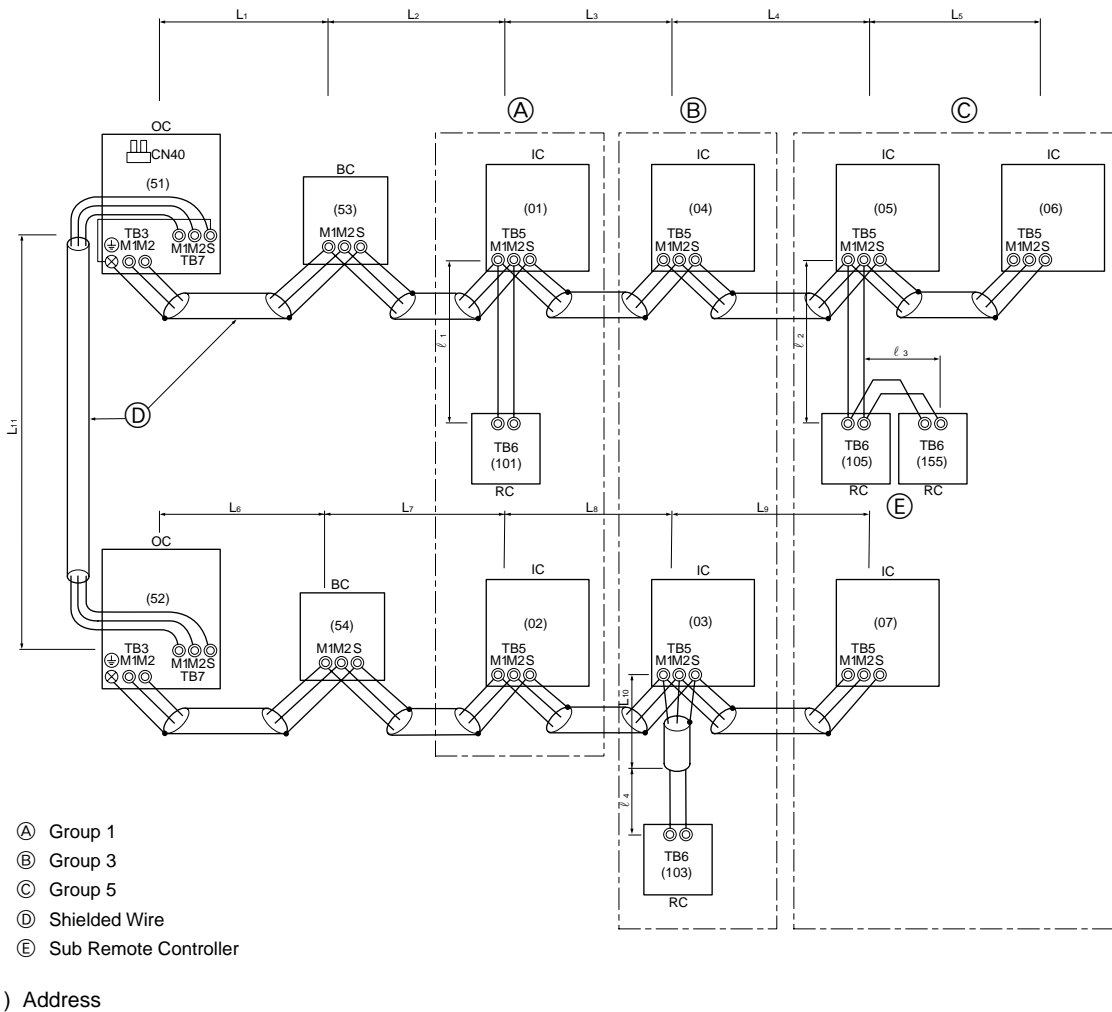 L1 L2 L3 L4 L5
Ⓐ Ⓑ Ⓒ
OC
CN40
(51)
TB3
M1M2
M1M2S
TB7
BC
(53)
M1M2S
IC
(01)
TB5
M1M2S
IC
(04)
TB5
M1M2S
IC
(05)
TB5
M1M2S
IC
(06)
TB5
M1M2S
ℓ 1
ℓ 2
ℓ 3
L11
Ⓓ
TB6
(101)
RC
TB6
(105)
RC
TB6
(155)
RC
Ⓔ
L6 L7 L8 L9
OC
(52)
TB3
M1M2
M1M2S
TB7
BC
(54)
M1M2S
IC
(02)
TB5
M1M2S
IC
(03)
TB5
M1M2S
IC
(07)
TB5
M1M2S
L10
ℓ 4
TB6
(103)
RC
Ⓐ Group 1
Ⓑ Group 3
Ⓒ Group 5
Ⓓ Shielded Wire
Ⓔ Sub Remote Controller
) Address